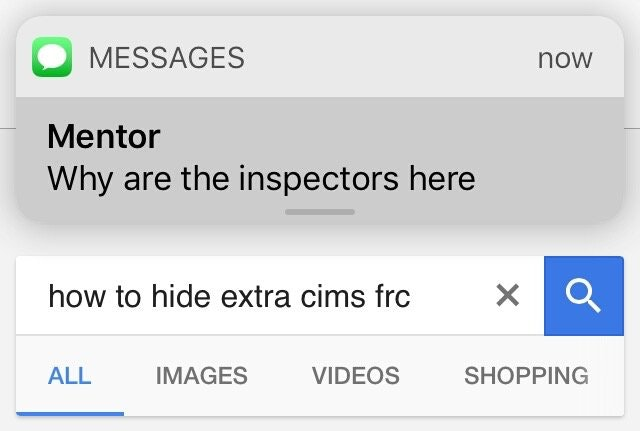 MESSAGES now
Mentor
Why are the inspectors here
how to hide extra cims frc
ALL IMAGES VIDEOS SHOPPING